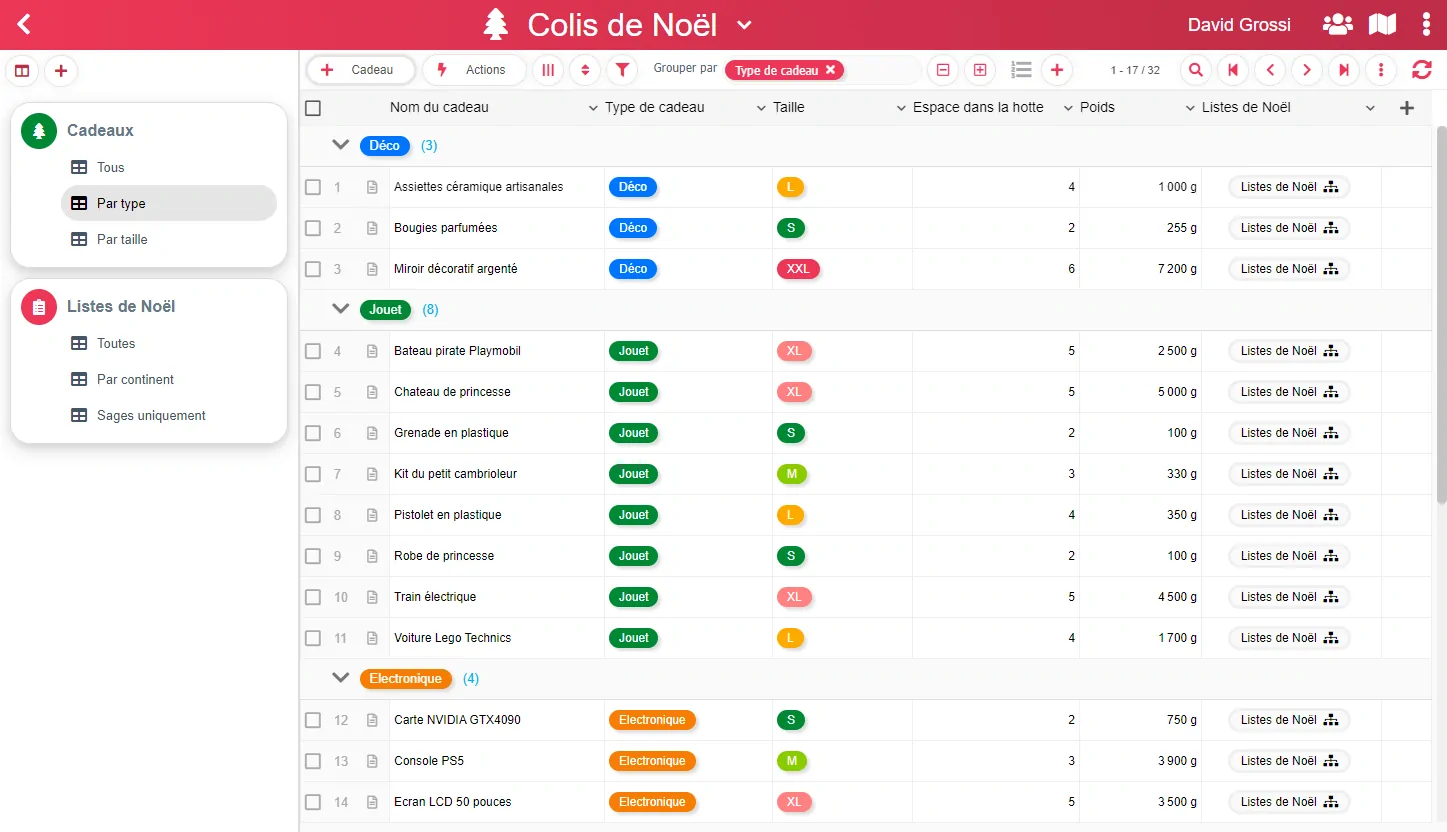 Colis de Noël
David Grossi
Cadeau Actions Grouper par Type de cadeau 1 - 17 / 32
Cadeaux
Tous
Par type
Par taille
Listes de Noël
Toutes
Par continent
Sages uniquement
Nom du cadeau Type de cadeau Taille Espace dans la hotte Poids Listes de Noël
Déco (3)
1 Assiettes céramique artisanales Déco L 4 1 000 g Listes de Noël
2 Bougies parfumées Déco S 2 255 g Listes de Noël
3 Miroir décoratif argenté Déco XXL 6 7 200 g Listes de Noël
Jouet (8)
4 Bateau pirate Playmobil Jouet XL 5 2 500 g Listes de Noël
5 Chateau de princesse Jouet XL 5 5 000 g Listes de Noël
6 Grenade en plastique Jouet S 2 100 g Listes de Noël
7 Kit du petit cambrioleur Jouet M 3 330 g Listes de Noël
8 Pistolet en plastique Jouet L 4 350 g Listes de Noël
9 Robe de princesse Jouet S 2 100 g Listes de Noël
10 Train électrique Jouet XL 5 4 500 g Listes de Noël
11 Voiture Lego Technics Jouet L 4 1 700 g Listes de Noël
Electronique (4)
12 Carte NVIDIA GTX4090 Electronique S 2 750 g Listes de Noël
13 Console PS5 Electronique M 3 3 900 g Listes de Noël
14 Ecran LCD 50 pouces Electronique XL 5 3 500 g Listes de Noël